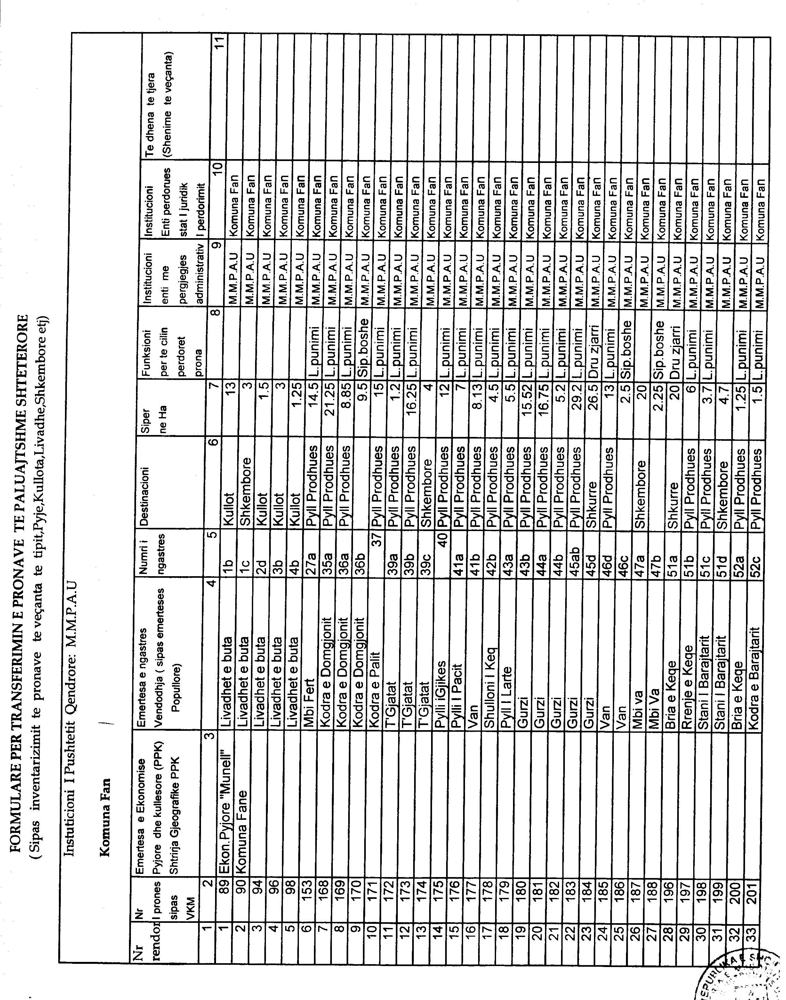 FORMULARE PER TRANSFERIMIN E PRONAVE TE PALUAJTSHME SHTETERORE
( Sipas inventarizimit te pronave te veçanta te tipit,Pyje,Kullota,Livadhe,Shkembore etj)
Instuticioni I Pushtetit Qendrore: M.M.P.A.U
Komuna Fan
Nr rendor | Nr I prones sipas VKM | Emertesa e Ekonomise Pyjore dhe kullesore (PPK) Shtrirja Gjeografike PPK | Emertesa e ngastres Vendodhja ( sipas emerteses Popullore) | Numri i ngastres | Destinacioni | Siper ne Ha | Funksioni per te cilin perdoret prona | Institucioni enti me pergjegjes administrativ | Institucioni Enti perdorues stat I juridik I perdorimit | Te dhena te tjera (Shenime te veçanta)
1 2 3 4 5 6 7 8 9 10 11
1 89 Ekon.Pyjore "Munell" Livadhet e buta 1b Kullot 13 M.M.P.A.U Komuna Fan
2 90 Komuna Fane Livadhet e buta 1c Shkembore 3 M.M.P.A.U Komuna Fan
3 94 Livadhet e buta 2d Kullot 1.5 M.M.P.A.U Komuna Fan
4 96 Livadhet e buta 3b Kullot 3 M.M.P.A.U Komuna Fan
5 98 Livadhet e buta 4b Kullot 1.25 M.M.P.A.U Komuna Fan
6 153 Mbi Fert 27a Pyll Prodhues 14.5 L.punimi M.M.P.A.U Komuna Fan
7 168 Kodra e Domgjonit 35a Pyll Prodhues 21.25 L.punimi M.M.P.A.U Komuna Fan
8 169 Kodra e Domgjonit 36a Pyll Prodhues 8.85 L.punimi M.M.P.A.U Komuna Fan
9 170 Kodra e Domgjonit 36b 9.5 Sip.boshe M.M.P.A.U Komuna Fan
10 171 Kodra e Palit 37 Pyll Prodhues 15 L.punimi M.M.P.A.U Komuna Fan
11 172 T'Gjatat 39a Pyll Prodhues 1.2 L.punimi M.M.P.A.U Komuna Fan
12 173 T'Gjatat 39b Pyll Prodhues 16.25 L.punimi M.M.P.A.U Komuna Fan
13 174 T'Gjatat 39c Shkembore 4 M.M.P.A.U Komuna Fan
14 175 Pylli iGjikes 40 Pyll Prodhues 12 L.punimi M.M.P.A.U Komuna Fan
15 176 Pylli I Pacit 41a Pyll Prodhues 7 L.punimi M.M.P.A.U Komuna Fan
16 177 Van 41b Pyll Prodhues 8.13 L.punimi M.M.P.A.U Komuna Fan
17 178 Shulloni I Keq 42b Pyll Prodhues 4.5 L.punimi M.M.P.A.U Komuna Fan
18 179 Pyll I Larte 43a Pyll Prodhues 5.5 L.punimi M.M.P.A.U Komuna Fan
19 180 Gurzi 43b Pyll Prodhues 15.52 L.punimi M.M.P.A.U Komuna Fan
20 181 Gurzi 44a Pyll Prodhues 16.75 L.punimi M.M.P.A.U Komuna Fan
21 182 Gurzi 44b Pyll Prodhues 5.2 L.punimi M.M.P.A.U Komuna Fan
22 183 Gurzi 45ab Pyll Prodhues 29.2 L.punimi M.M.P.A.U Komuna Fan
23 184 Gurzi 45d Shkurre 26.5 Dru zjarri M.M.P.A.U Komuna Fan
24 185 Van 46d Pyll Prodhues 13 L.punimi M.M.P.A.U Komuna Fan
25 186 Van 46c 2.5 Sip.boshe M.M.P.A.U Komuna Fan
26 187 Mbi va 47a Shkembore 20 M.M.P.A.U Komuna Fan
27 188 Mbi Va 47b 2.25 Sip.boshe M.M.P.A.U Komuna Fan
28 196 Bria e Keqe 51a Shkurre 20 Dru zjarri M.M.P.A.U Komuna Fan
29 197 Rrenje e Keqe 51b Pyll Prodhues 6 L.punimi M.M.P.A.U Komuna Fan
30 198 Stani I Barajtarit 51c Pyll Prodhues 3.7 L.punimi M.M.P.A.U Komuna Fan
31 199 Stani I Barajtarit 51d Shkembore 4.7 M.M.P.A.U Komuna Fan
32 200 Bria e Keqe 52a Pyll Prodhues 1.25 L.punimi M.M.P.A.U Komuna Fan
33 201 Kodra e Barajtarit 52c Pyll Prodhues 1.5 L.punimi M.M.P.A.U Komuna Fan